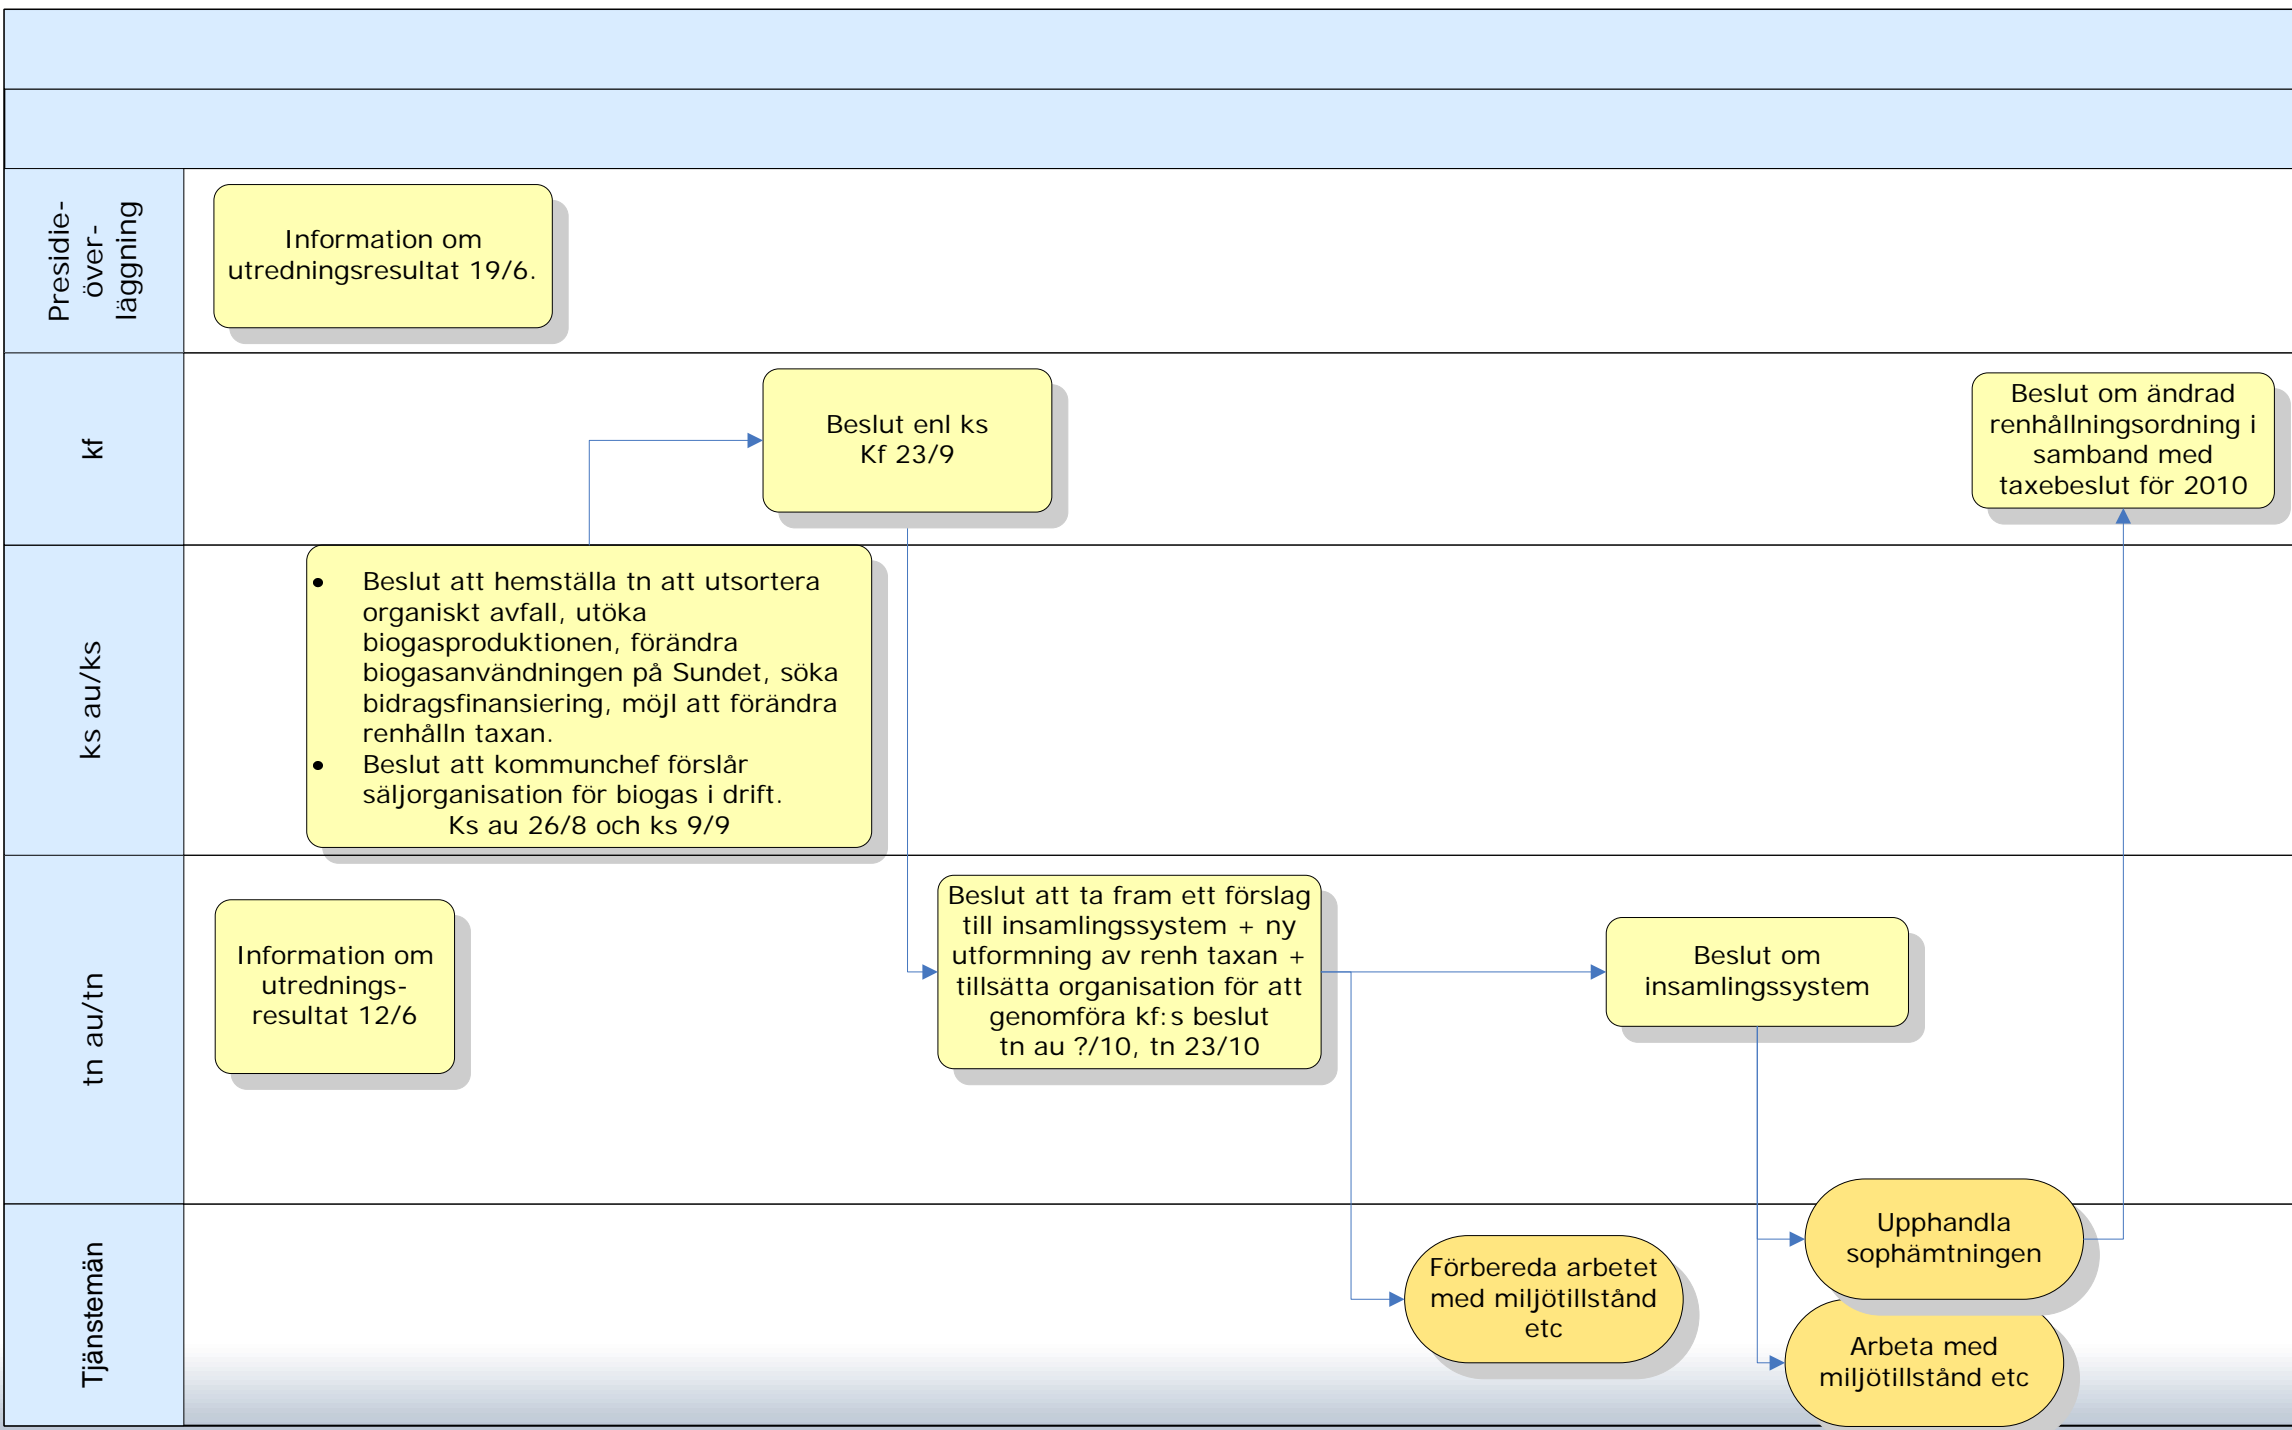 Presidie-
över-
läggning
Information om
utredningsresultat 19/6.
kf
Beslut enl ks
Kf 23/9
Beslut om ändrad
renhållningsordning i
samband med
taxebeslut för 2010
ks au/ks
• Beslut att hemställa tn att utsortera
organiskt avfall, utöka
biogasproduktionen, förändra
biogasanvändningen på Sundet, söka
bidragsfinansiering, möjl att förändra
renhålln taxan.
• Beslut att kommunchef förslår
säljorganisation för biogas i drift.
Ks au 26/8 och ks 9/9
tn au/tn
Information om
utrednings-
resultat 12/6
Beslut att ta fram ett förslag
till insamlingssystem + ny
utformning av renh taxan +
tillsätta organisation för att
genomföra kf:s beslut
tn au ?/10, tn 23/10
Beslut om
insamlingssystem
Tjänstemän
Förbereda arbetet
med miljötillstånd
etc
Upphandla
sophämtningen
Arbeta med
miljötillstånd etc